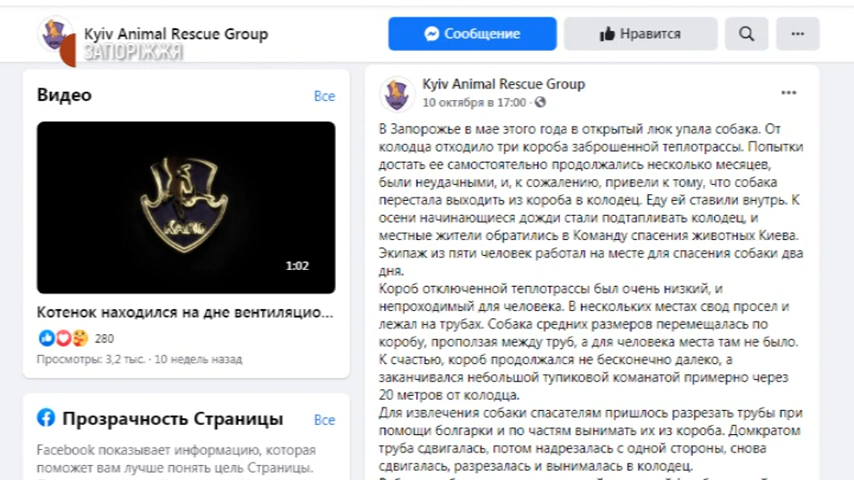 Kyiv Animal Rescue Group
Сообщение
Нравится
ЗАПОРІЖЖЯ
Видео
Все
1:02
Котенок находился на дне вентиляцио...
280
Просмотры: 3,2 тыс. · 10 недель назад
Прозрачность Страницы
Все
Facebook показывает информацию, которая
поможет вам лучше понять цель Страницы.
Kyiv Animal Rescue Group
10 октября в 17:00 ·
В Запорожье в мае этого года в открытый люк упала собака. От
колодца отходило три короба заброшенной теплотрассы. Попытки
достать ее самостоятельно продолжались несколько месяцев,
были неудачными, и, к сожалению, привели к тому, что собака
перестала выходить из короба в колодец. Еду ей ставили внутрь. К
осени начинающиеся дожди стали подтапливать колодец, и
местные жители обратились в Команду спасения животных Киева.
Экипаж из пяти человек работал на месте для спасения собаки два
дня.
Короб отключенной теплотрассы был очень низкий, и
непроходимый для человека. В нескольких местах свод просел и
лежал на трубах. Собака средних размеров перемещалась по
коробу, проползая между труб, а для человека места там не было.
К счастью, короб продолжался не бесконечно далеко, а
заканчивался небольшой тупиковой команатой примерно через
20 метров от колодца.
Для извлечения собаки спасателям пришлось разрезать трубы при
помощи болгарки и по частям вынимать их из короба. Домкратом
труба сдвигалась, потом надрезалась с одной стороны, снова
сдвигалась, разрезалась и вынималась в колодец.